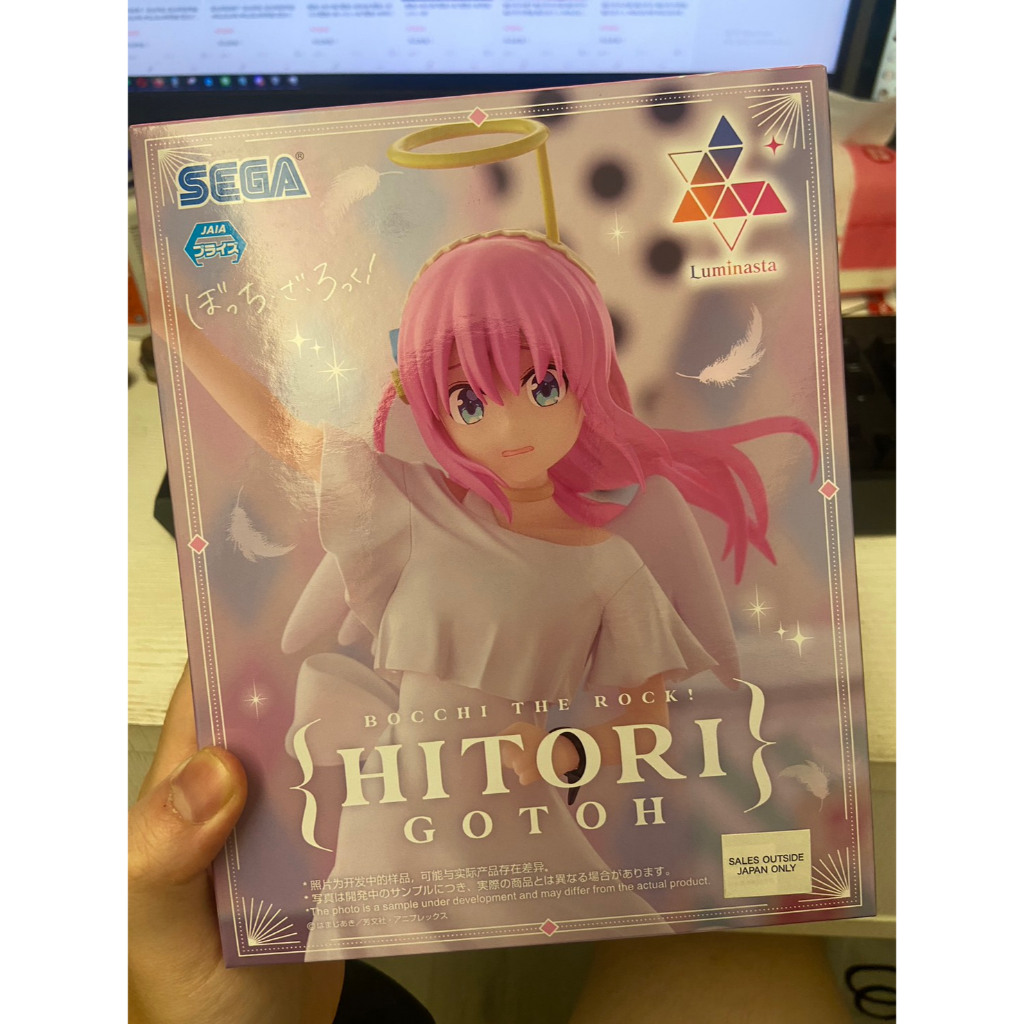 SEGA®
JAIA
プライズ
Luminasta
ぼっち・ざ・ろっく!
BOCCHI THE ROCK!
HITORI
GOTOH
SALES OUTSIDE
JAPAN ONLY
・照片为开发中的样品，可能与实际产品存在差异。
・写真は開発中のサンプルにつき、実際の商品とは異なる場合があります。
・The photo is a sample under development and may differ from the actual product.
©はまじあき／芳文社・アニプレックス